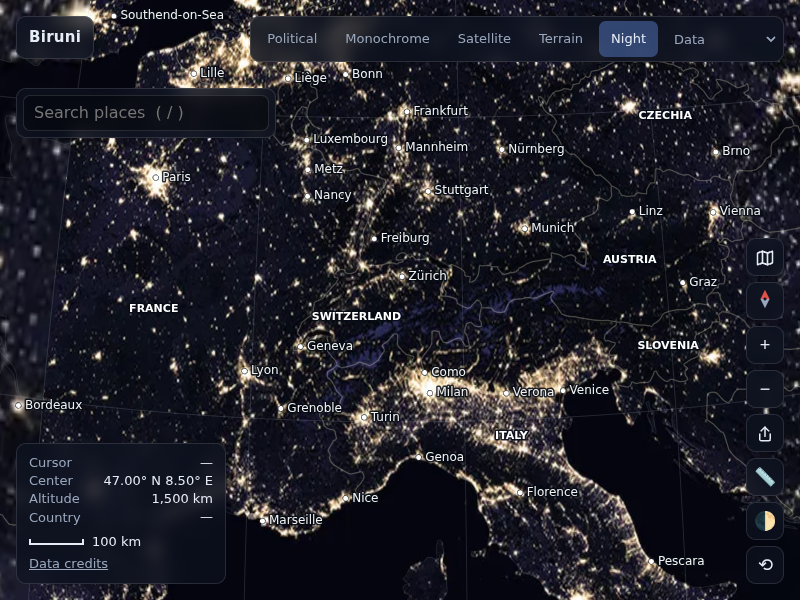 Southend-on-Sea
Biruni
Political Monochrome Satellite Terrain Night Data
Lille
Liège
Bonn
Search places ( / )
Frankfurt
CZECHIA
Luxembourg
Mannheim
Nürnberg
Brno
Metz
Paris
Nancy
Stuttgart
Linz
Vienna
Munich
Freiburg
AUSTRIA
Zürich
Graz
FRANCE
SWITZERLAND
Geneva
SLOVENIA
+
Lyon
Como
−
Milan
Verona
Venice
Bordeaux
Grenoble
Turin
ITALY
Genoa
Cursor —
Center 47.00° N 8.50° E
Altitude 1,500 km
Country —
100 km
Data credits
Nice
Florence
Marseille
Pescara